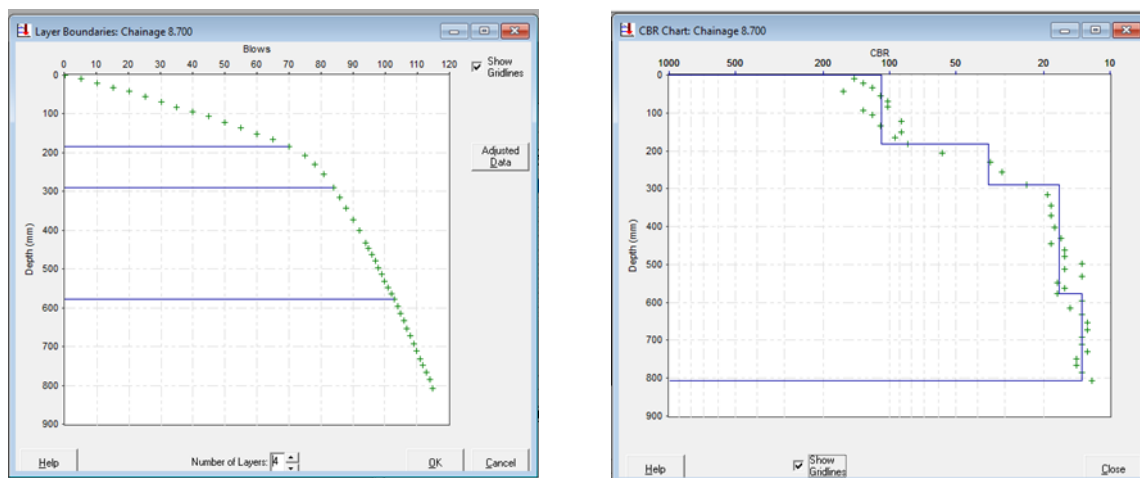 Layer Boundaries: Chainage 8.700
Blows
0 10 20 30 40 50 60 70 80 90 100 110 120
Show
Gridlines
0
100
Adjusted
Data
200
300
400
500
600
700
800
900
Depth (mm)
Help
Number of Layers: 4
OK
Cancel
CBR Chart: Chainage 8.700
CBR
1000 500 200 100 50 20 10
0
100
200
300
400
500
600
700
800
900
Depth (mm)
Help
Show
Gridlines
Close